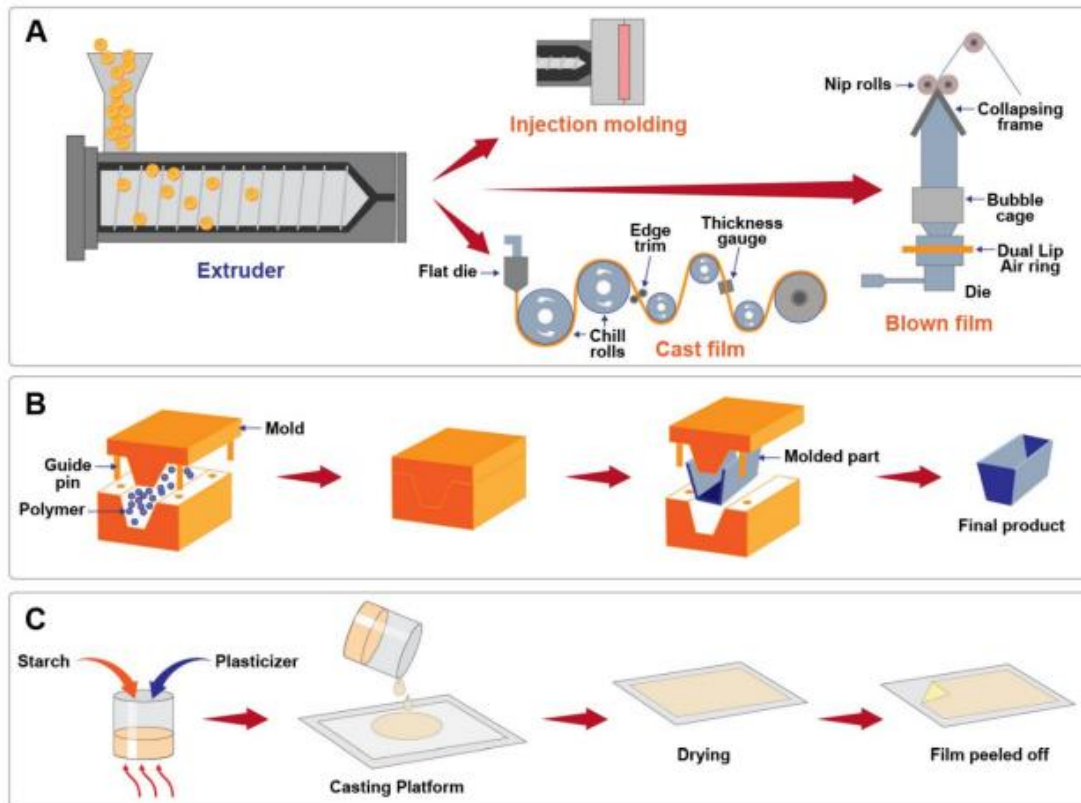 A
Extruder
Injection molding
Flat die
Edge
trim
Thickness
gauge
Chill
rolls
Cast film
Nip rolls
Collapsing
frame
Bubble
cage
Dual Lip
Air ring
Die
Blown film
B
Mold
Guide
pin
Polymer
Molded part
Final product
C
Starch
Plasticizer
Casting Platform
Drying
Film peeled off